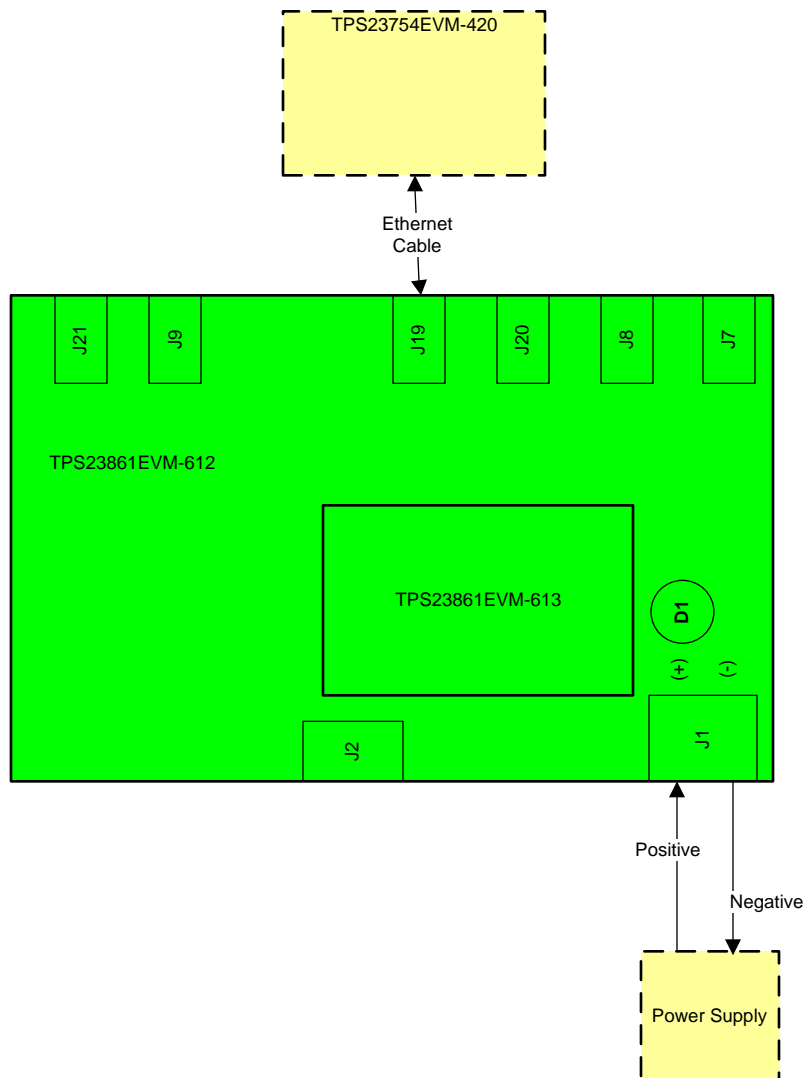 TPS23754EVM-420
Ethernet
Cable
J21
J9
J19
J20
J8
J7
TPS23861EVM-612
TPS23861EVM-613
D1
(+)
(-)
J2
J1
Positive
Negative
Power Supply